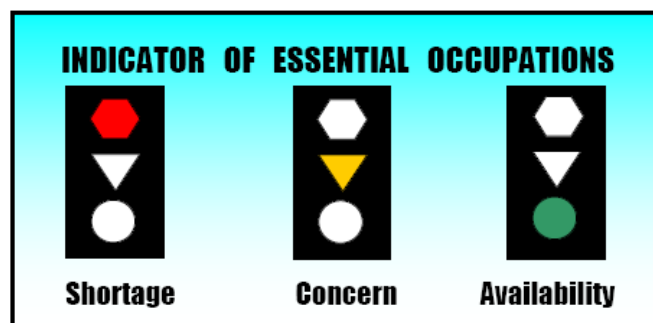 INDICATOR OF ESSENTIAL OCCUPATIONS
Shortage Concern Availability